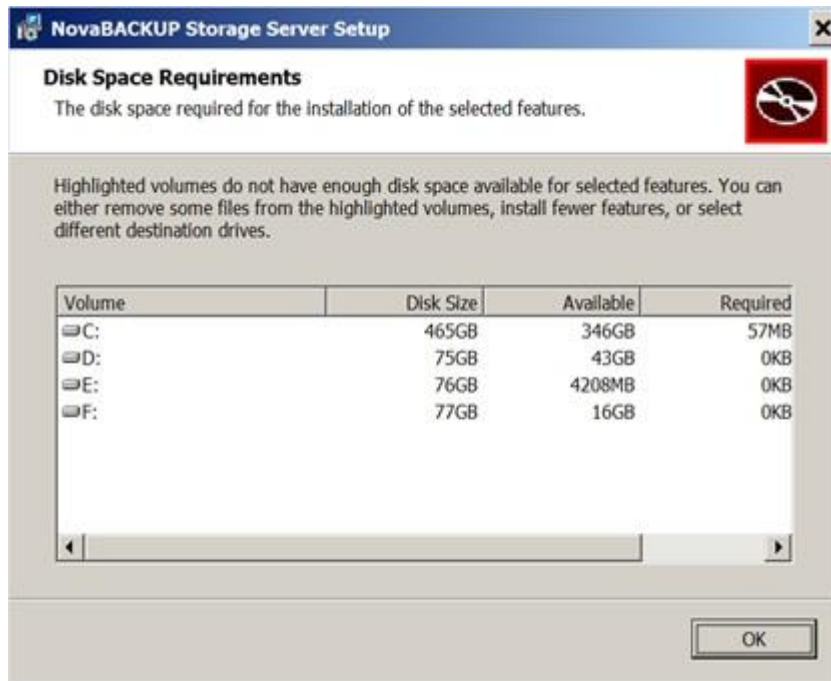 NovaBACKUP Storage Server Setup
Disk Space Requirements
The disk space required for the installation of the selected features.
Highlighted volumes do not have enough disk space available for selected features. You can
either remove some files from the highlighted volumes, install fewer features, or select
different destination drives.
Volume Disk Size Available Required
C: 465GB 346GB 57MB
D: 75GB 43GB 0KB
E: 76GB 4208MB 0KB
F: 77GB 16GB 0KB
OK